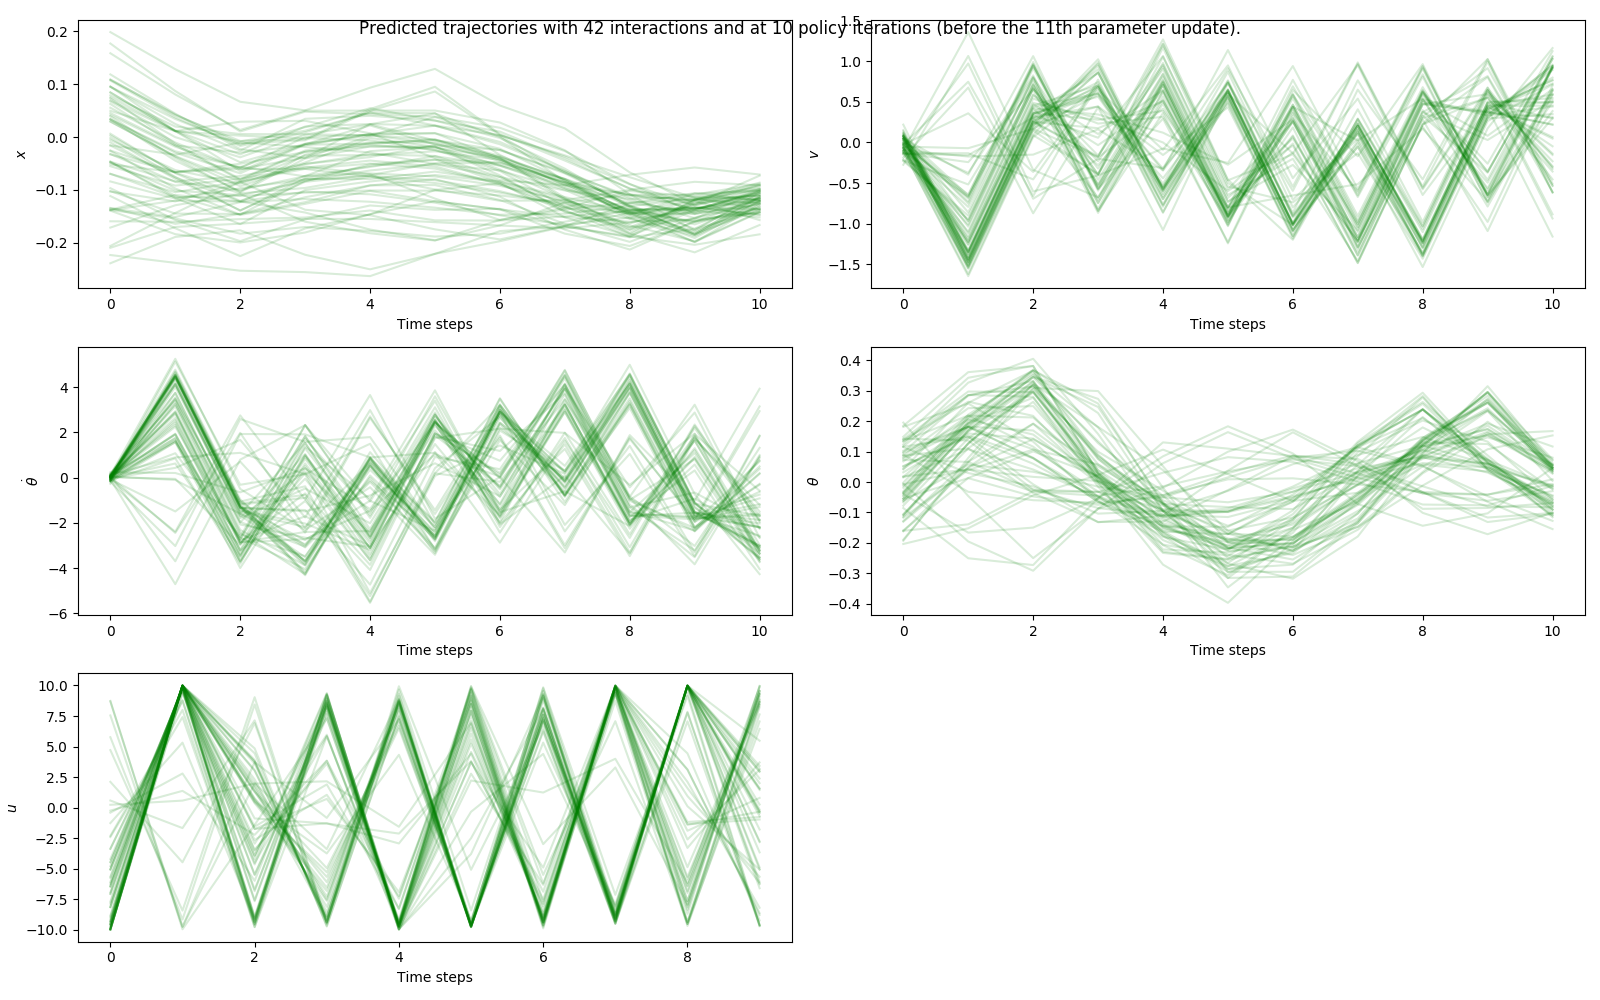 Predicted trajectories with 42 interactions and at 10 policy iterations (before the 11th parameter update).
0.2
0.1
0.0
−0.1
−0.2
x
0 2 4 6 8 10
Time steps
1.5
1.0
0.5
0.0
−0.5
−1.0
−1.5
v
0 2 4 6 8 10
Time steps
4
2
0
−2
−4
−6
θ̇
0 2 4 6 8 10
Time steps
0.4
0.3
0.2
0.1
0.0
−0.1
−0.2
−0.3
−0.4
θ
0 2 4 6 8 10
Time steps
10.0
7.5
5.0
2.5
0.0
−2.5
−5.0
−7.5
−10.0
u
0 2 4 6 8
Time steps